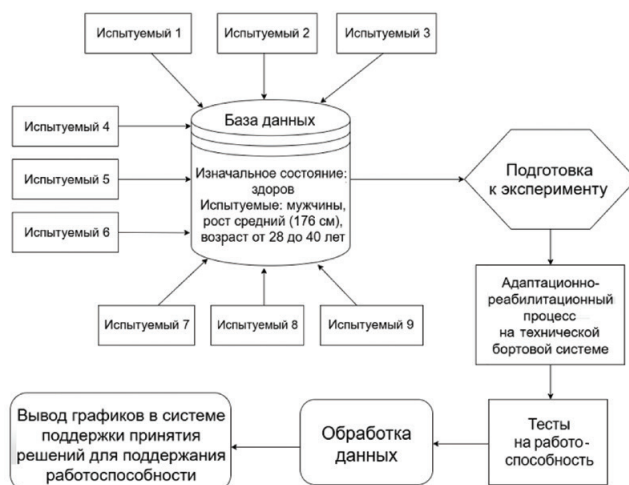 Испытуемый 1
Испытуемый 2
Испытуемый 3
Испытуемый 4
Испытуемый 5
Испытуемый 6
База данных
Изначальное состояние:
здоров
Испытуемые: мужчины,
рост средний (176 см),
возраст от 28 до 40 лет
Испытуемый 7
Испытуемый 8
Испытуемый 9
Подготовка
к эксперименту
Адаптационно-
реабилитационный
процесс
на технической
бортовой системе
Тесты
на работо-
способность
Обработка
данных
Вывод графиков в системе
поддержки принятия
решений для поддержания
работоспособности